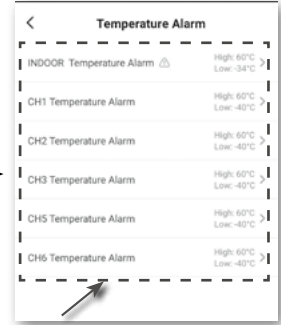 Temperature Alarm
INDOOR Temperature Alarm
High: 60°C
Low: -34°C
CH1 Temperature Alarm
High: 60°C
Low: -40°C
CH2 Temperature Alarm
High: 60°C
Low: -40°C
CH3 Temperature Alarm
High: 60°C
Low: -40°C
CH5 Temperature Alarm
High: 60°C
Low: -40°C
CH6 Temperature Alarm
High: 60°C
Low: -40°C